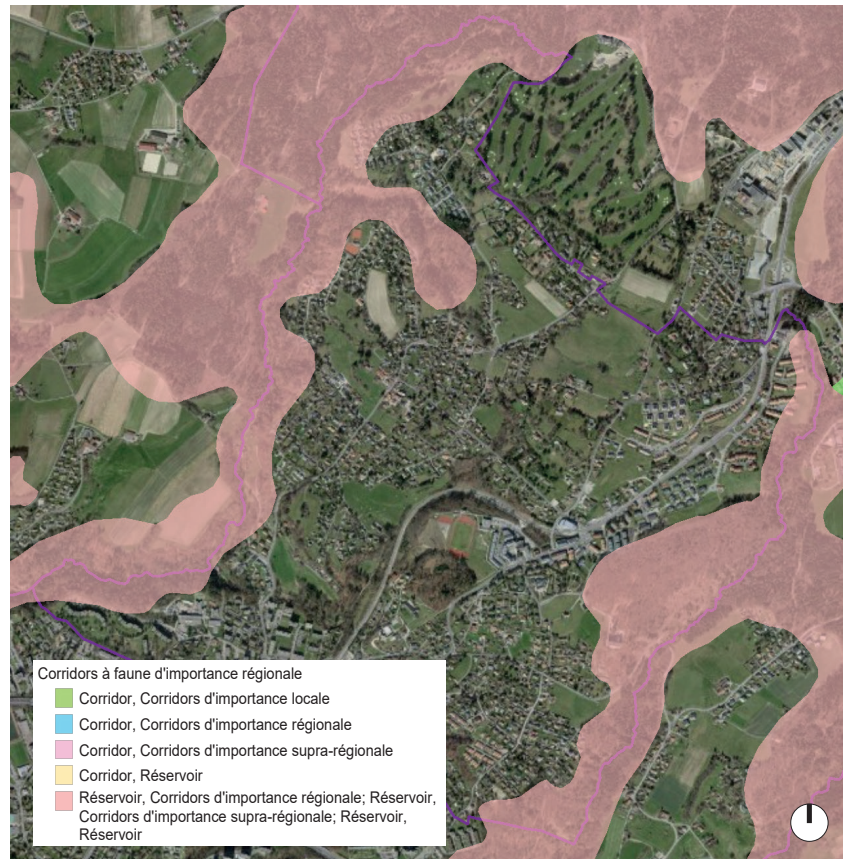 Corridors à faune d'importance régionale
Corridor, Corridors d'importance locale
Corridor, Corridors d'importance régionale
Corridor, Corridors d'importance supra-régionale
Corridor, Réservoir
Réservoir, Corridors d'importance régionale; Réservoir,
Corridors d'importance supra-régionale; Réservoir,
Réservoir